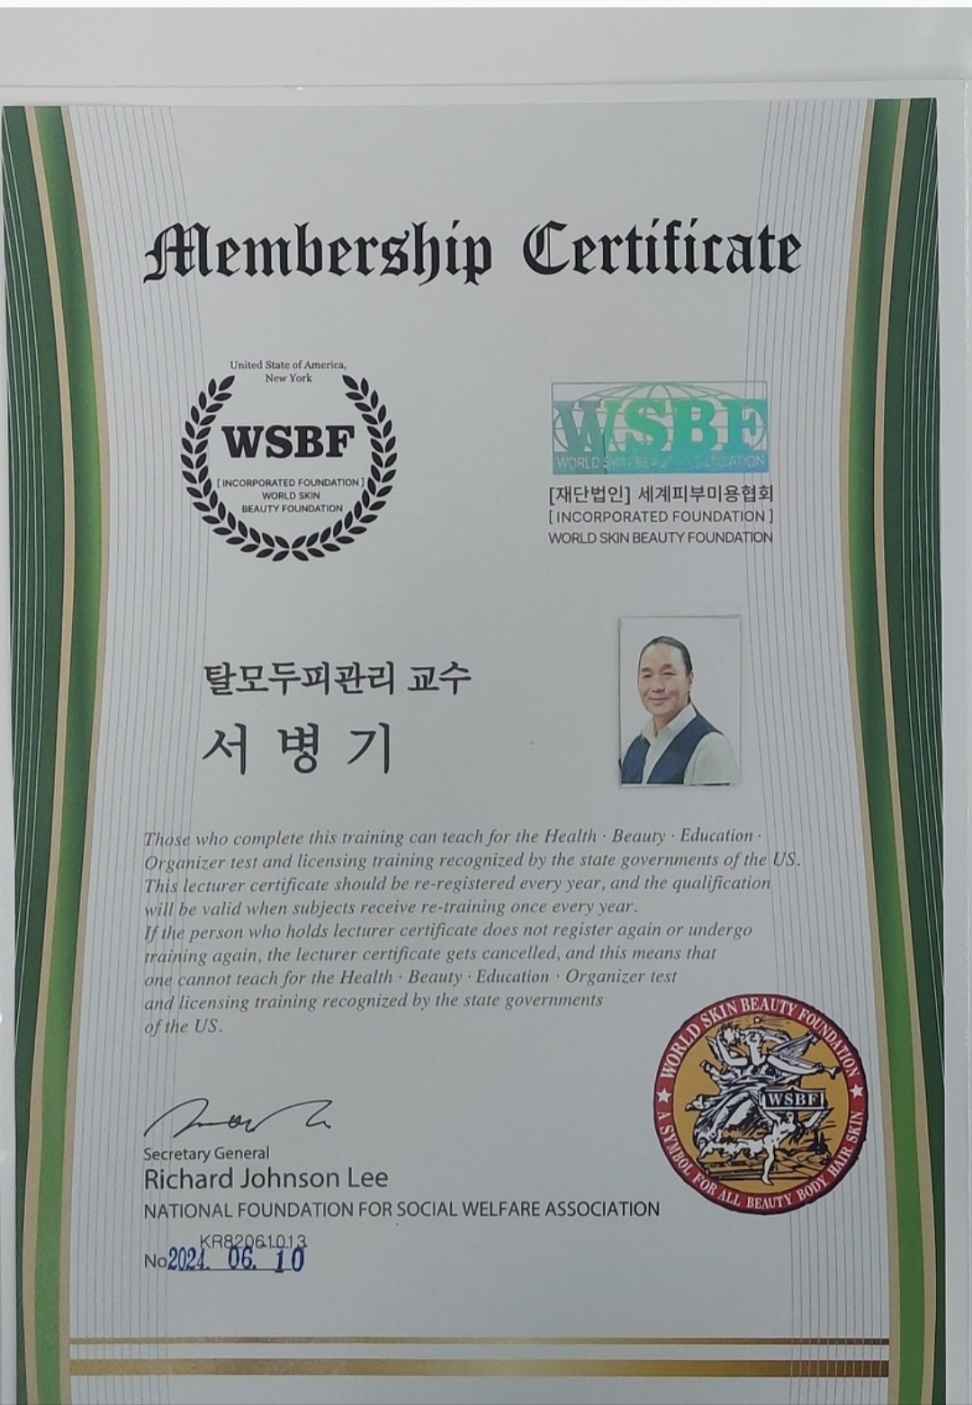 Membership Certificate
United State of America,
New York
WSBF
[ INCORPORATED FOUNDATION ]
WORLD SKIN
BEAUTY FOUNDATION
WSBF
WORLD SKIN BEAUTY FOUNDATION
[재단법인] 세계피부미용협회
[ INCORPORATED FOUNDATION ]
WORLD SKIN BEAUTY FOUNDATION
탈모두피관리 교수
서 병 기
Those who complete this training can teach for the Health · Beauty · Education ·
Organizer test and licensing training recognized by the state governments of the US.
This lecturer certificate should be re-registered every year, and the qualification
will be valid when subjects receive re-training once every year.
If the person who holds lecturer certificate does not register again or undergo
training again, the lecturer certificate gets cancelled, and this means that
one cannot teach for the Health · Beauty · Education · Organizer test
and licensing training recognized by the state governments
of the US.
WORLD SKIN BEAUTY FOUNDATION
WSBF
A SYMBOL FOR ALL BEAUTY BODY HAIR SKIN
Secretary General
Richard Johnson Lee
NATIONAL FOUNDATION FOR SOCIAL WELFARE ASSOCIATION
KR82061013
No 2024. 06. 10